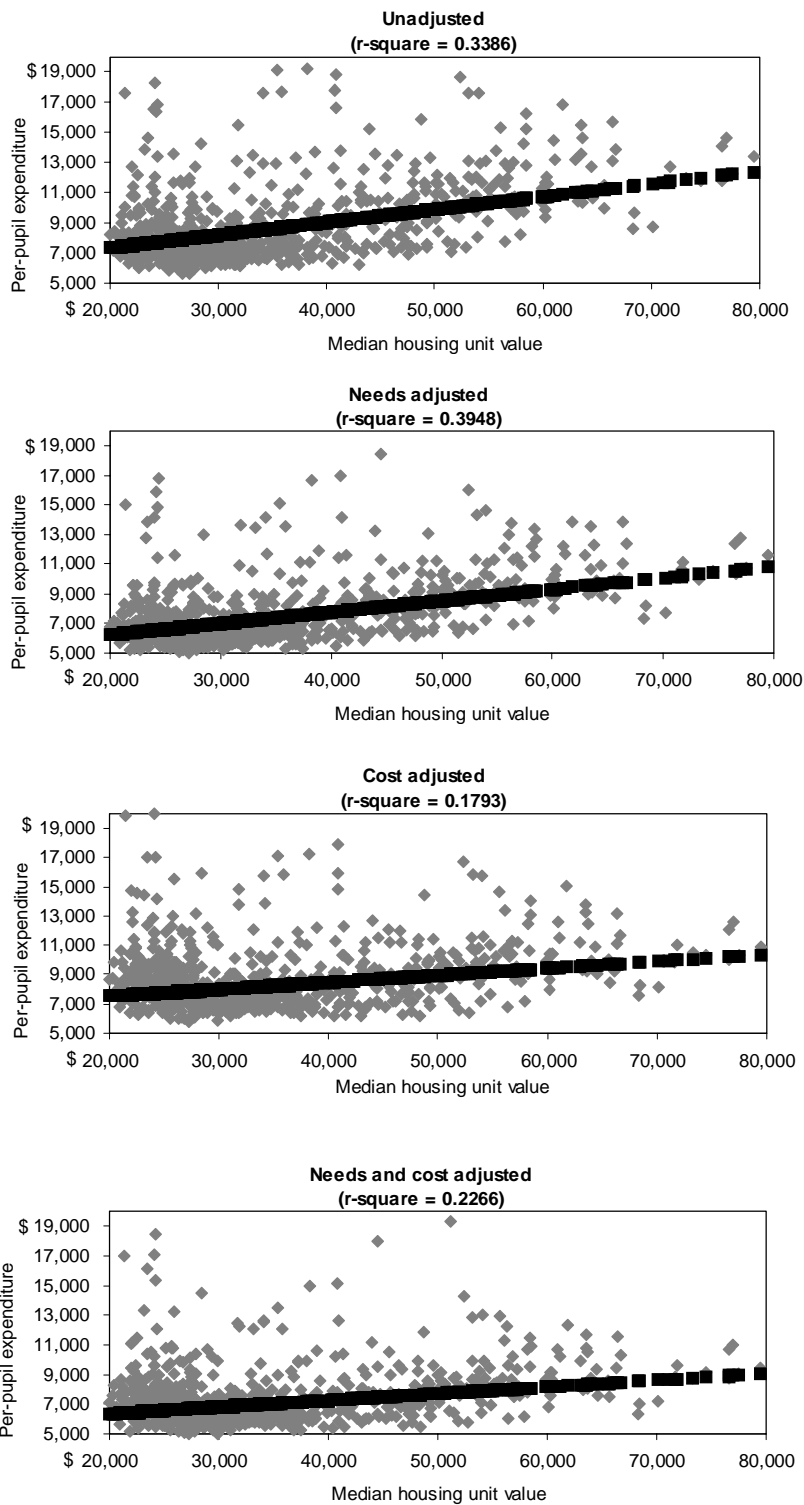 Unadjusted
(r-square = 0.3386)
$ 19,000
17,000
15,000
13,000
11,000
9,000
7,000
5,000
Per-pupil expenditure
$ 20,000 30,000 40,000 50,000 60,000 70,000 80,000
Median housing unit value
Needs adjusted
(r-square = 0.3948)
$ 19,000
17,000
15,000
13,000
11,000
9,000
7,000
5,000
Per-pupil expenditure
$ 20,000 30,000 40,000 50,000 60,000 70,000 80,000
Median housing unit value
Cost adjusted
(r-square = 0.1793)
$ 19,000
17,000
15,000
13,000
11,000
9,000
7,000
5,000
Per-pupil expenditure
$ 20,000 30,000 40,000 50,000 60,000 70,000 80,000
Median housing unit value
Needs and cost adjusted
(r-square = 0.2266)
$ 19,000
17,000
15,000
13,000
11,000
9,000
7,000
5,000
Per-pupil expenditure
$ 20,000 30,000 40,000 50,000 60,000 70,000 80,000
Median housing unit value